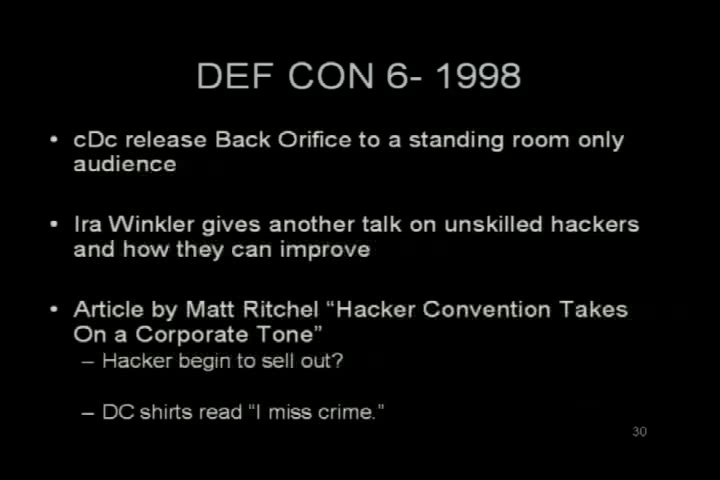 DEF CON 6- 1998
• cDc release Back Orifice to a standing room only
audience
• Ira Winkler gives another talk on unskilled hackers
and how they can improve
• Article by Matt Ritchel “Hacker Convention Takes
On a Corporate Tone”
– Hacker begin to sell out?
– DC shirts read “I miss crime.”
30